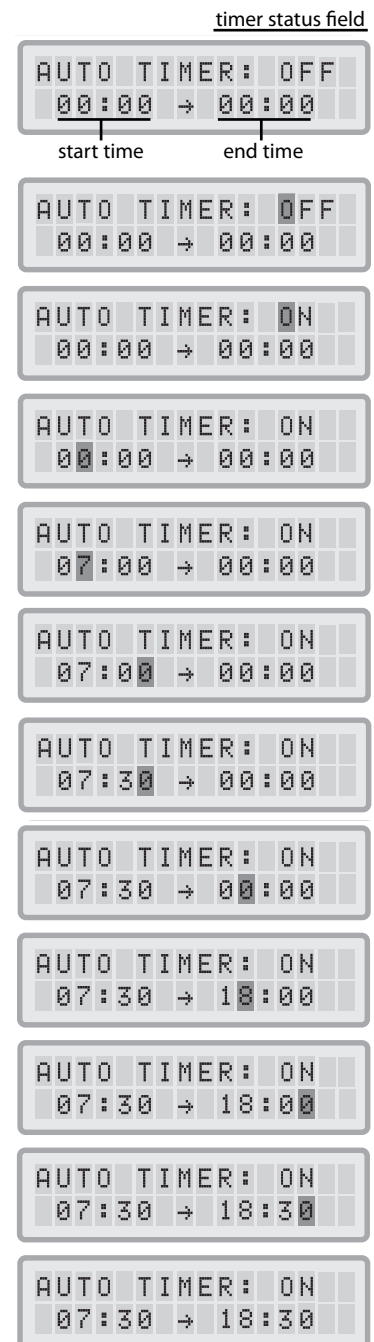 timer status field
AUTO TIMER: OFF
00:00 → 00:00
start time end time
AUTO TIMER: OFF
00:00 → 00:00
AUTO TIMER: ON
00:00 → 00:00
AUTO TIMER: ON
00:00 → 00:00
AUTO TIMER: ON
07:00 → 00:00
AUTO TIMER: ON
07:00 → 00:00
AUTO TIMER: ON
07:30 → 00:00
AUTO TIMER: ON
07:30 → 00:00
AUTO TIMER: ON
07:30 → 18:00
AUTO TIMER: ON
07:30 → 18:00
AUTO TIMER: ON
07:30 → 18:30
AUTO TIMER: ON
07:30 → 18:30